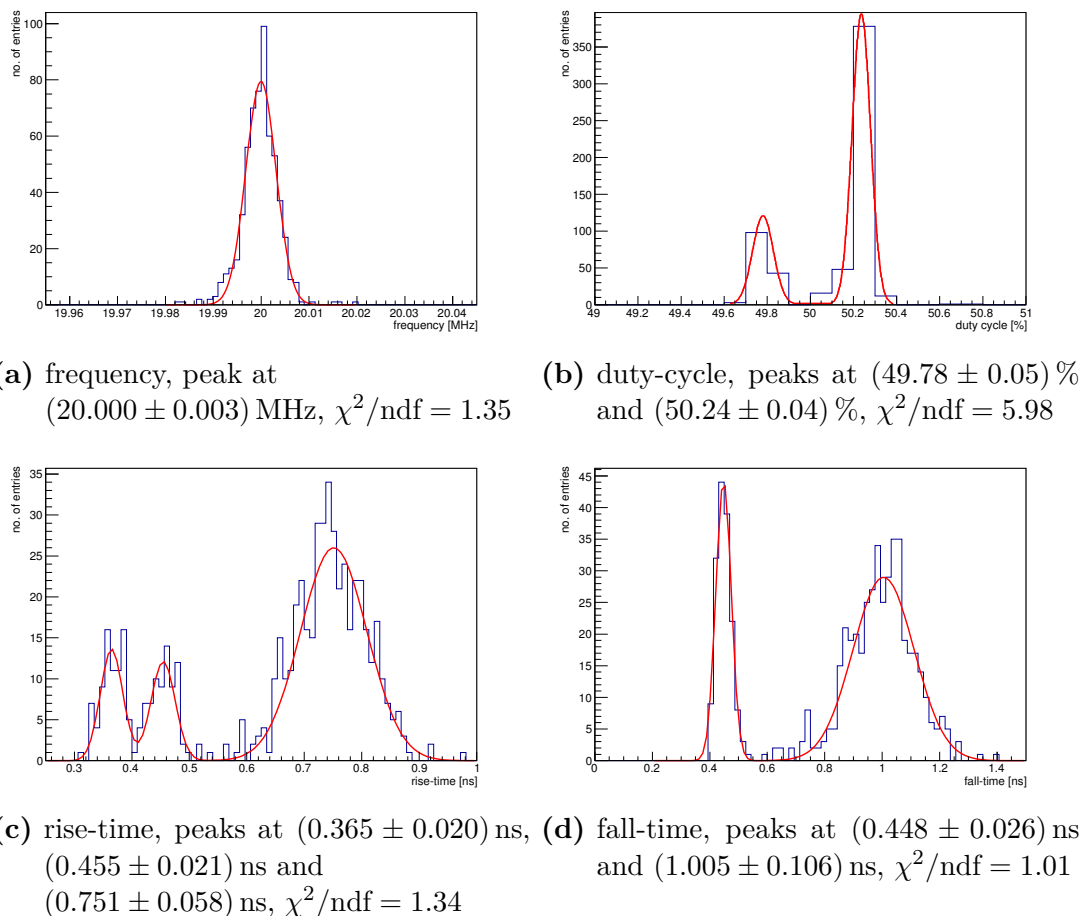 no. of entries
100
80
60
40
20
0
19.96 19.97 19.98 19.99 20 20.01 20.02 20.03 20.04
frequency [MHz]
no. of entries
350
300
250
200
150
100
50
0
49 49.2 49.4 49.6 49.8 50 50.2 50.4 50.6 50.8 51
duty cycle [%]
a) frequency, peak at
(20.000 ± 0.003) MHz, χ²/ndf = 1.35
(b) duty-cycle, peaks at (49.78 ± 0.05) %
and (50.24 ± 0.04) %, χ²/ndf = 5.98
no. of entries
35
30
25
20
15
10
5
0
0.3 0.4 0.5 0.6 0.7 0.8 0.9 1
rise-time [ns]
no. of entries
45
40
35
30
25
20
15
10
5
0
0 0.2 0.4 0.6 0.8 1 1.2 1.4
fall-time [ns]
c) rise-time, peaks at (0.365 ± 0.020) ns,
(0.455 ± 0.021) ns and
(0.751 ± 0.058) ns, χ²/ndf = 1.34
(d) fall-time, peaks at (0.448 ± 0.026) ns
and (1.005 ± 0.106) ns, χ²/ndf = 1.01